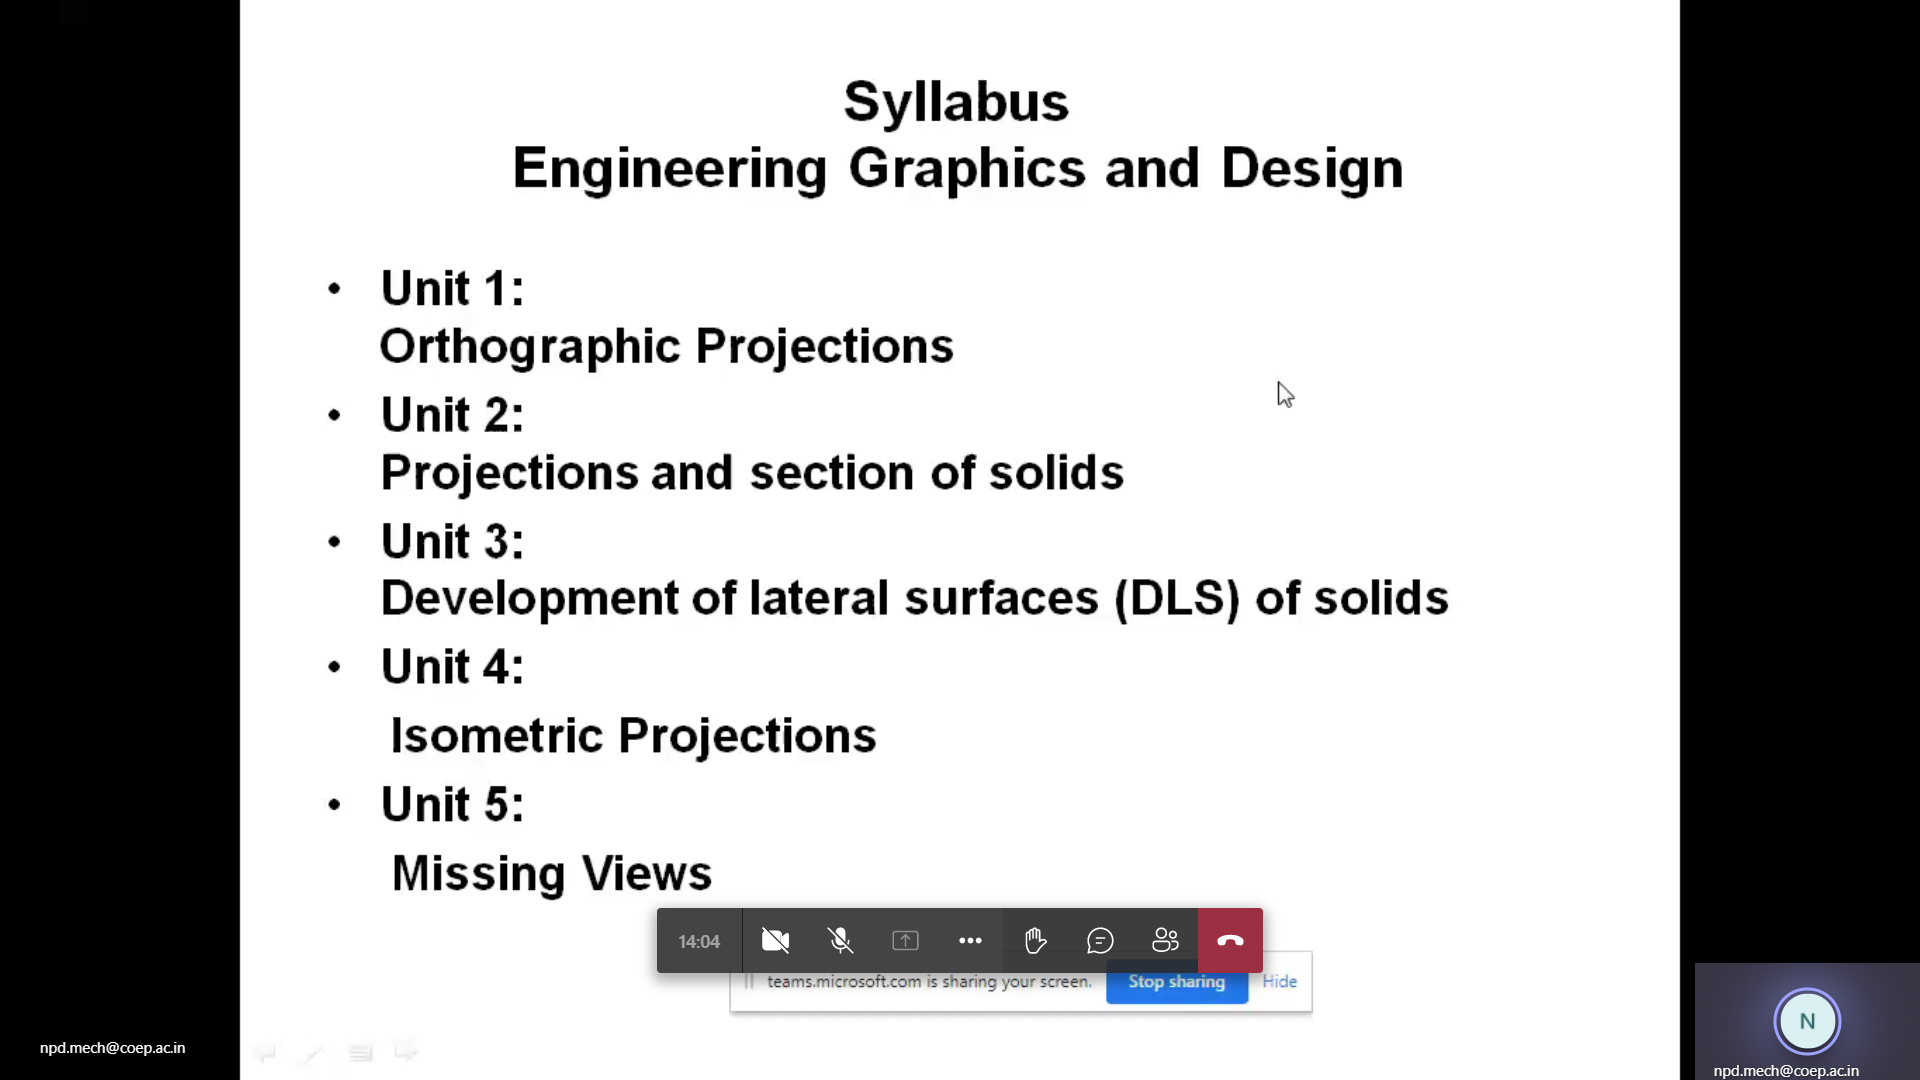 Syllabus
Engineering Graphics and Design
• Unit 1:
Orthographic Projections
• Unit 2:
Projections and section of solids
• Unit 3:
Development of lateral surfaces (DLS) of solids
• Unit 4:
Isometric Projections
• Unit 5:
Missing Views
14:04
teams.microsoft.com is sharing your screen. Stop sharing Hide
npd.mech@coep.ac.in
N
npd.mech@coep.ac.in